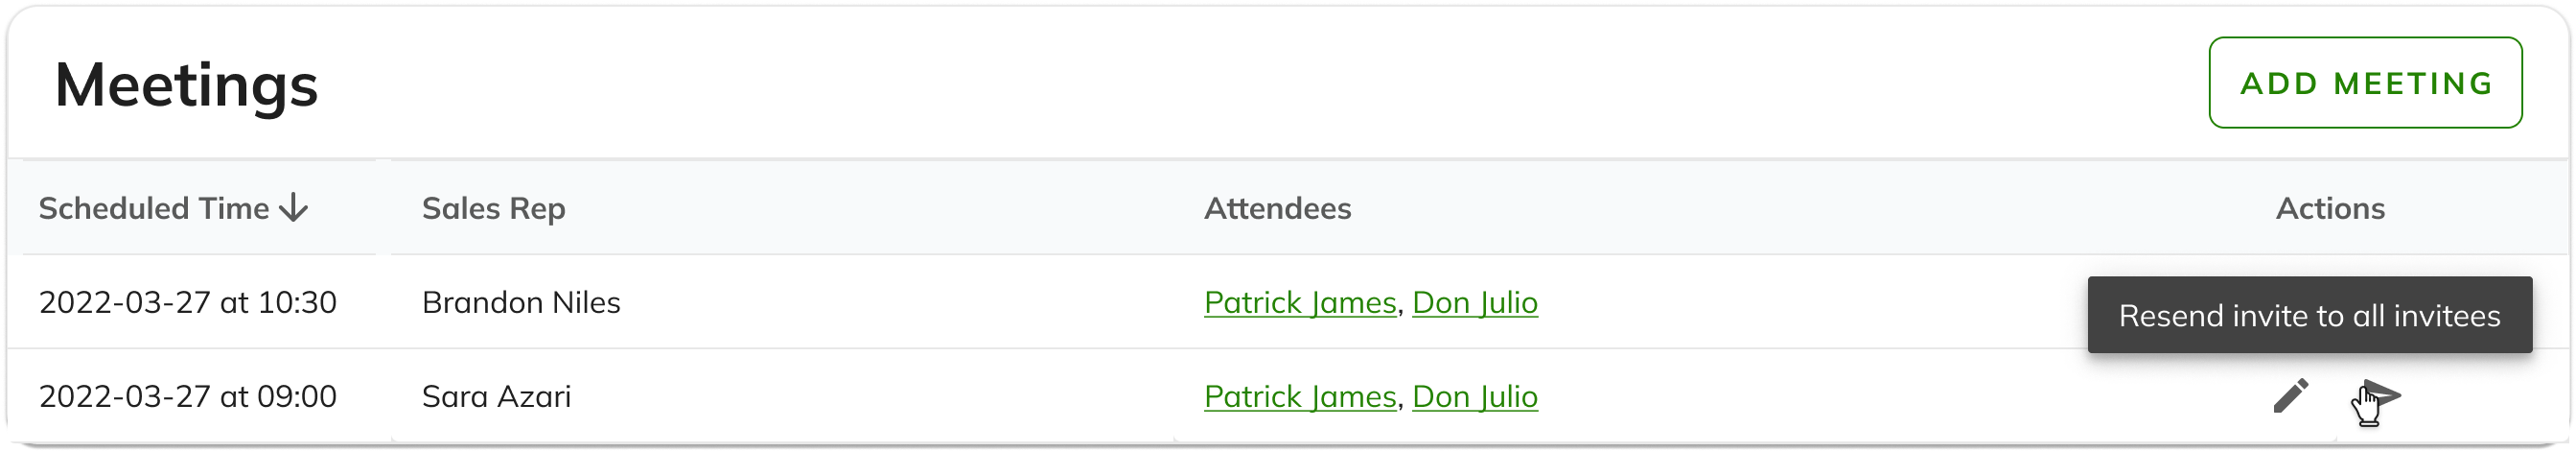 Meetings
ADD MEETING
Scheduled Time Sales Rep Attendees Actions
2022-03-27 at 10:30 Brandon Niles Patrick James, Don Julio
Resend invite to all invitees
2022-03-27 at 09:00 Sara Azari Patrick James, Don Julio